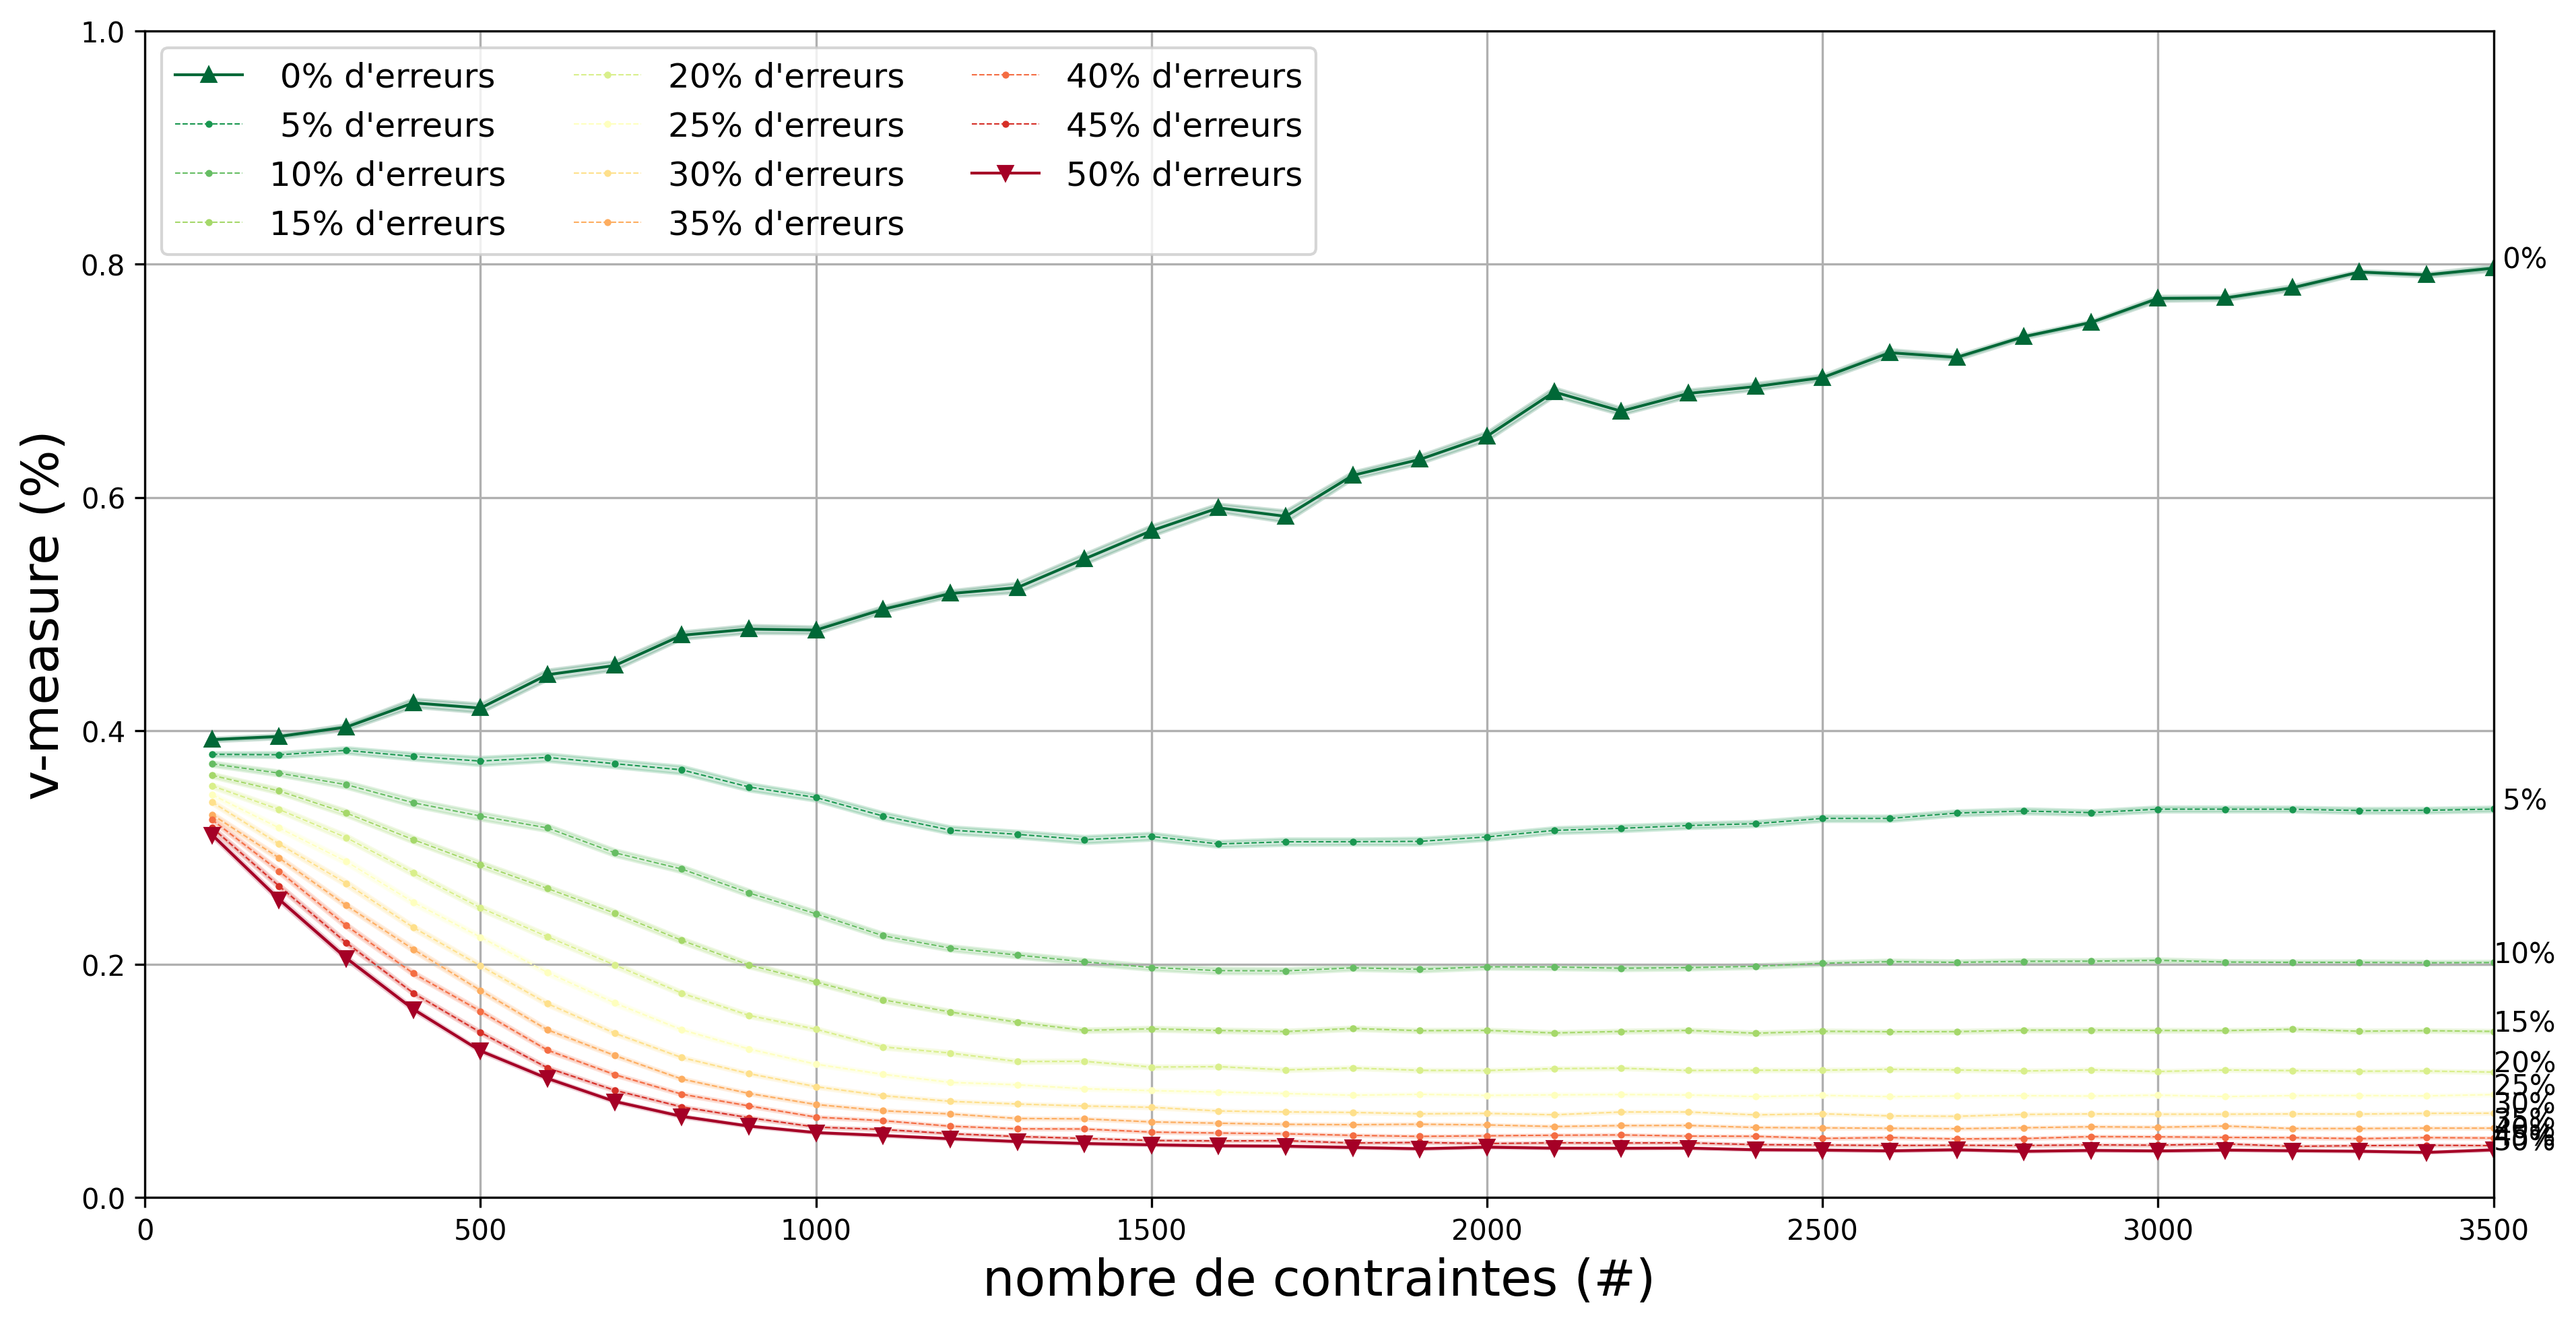 1.0
0.8
0.6
0.4
0.2
0.0
v-measure (%)
0% d'erreurs
5% d'erreurs
10% d'erreurs
15% d'erreurs
20% d'erreurs
25% d'erreurs
30% d'erreurs
35% d'erreurs
40% d'erreurs
45% d'erreurs
50% d'erreurs
0%
5%
10%
15%
20%
25%
30%
50%
0 500 1000 1500 2000 2500 3000 3500
nombre de contraintes (#)